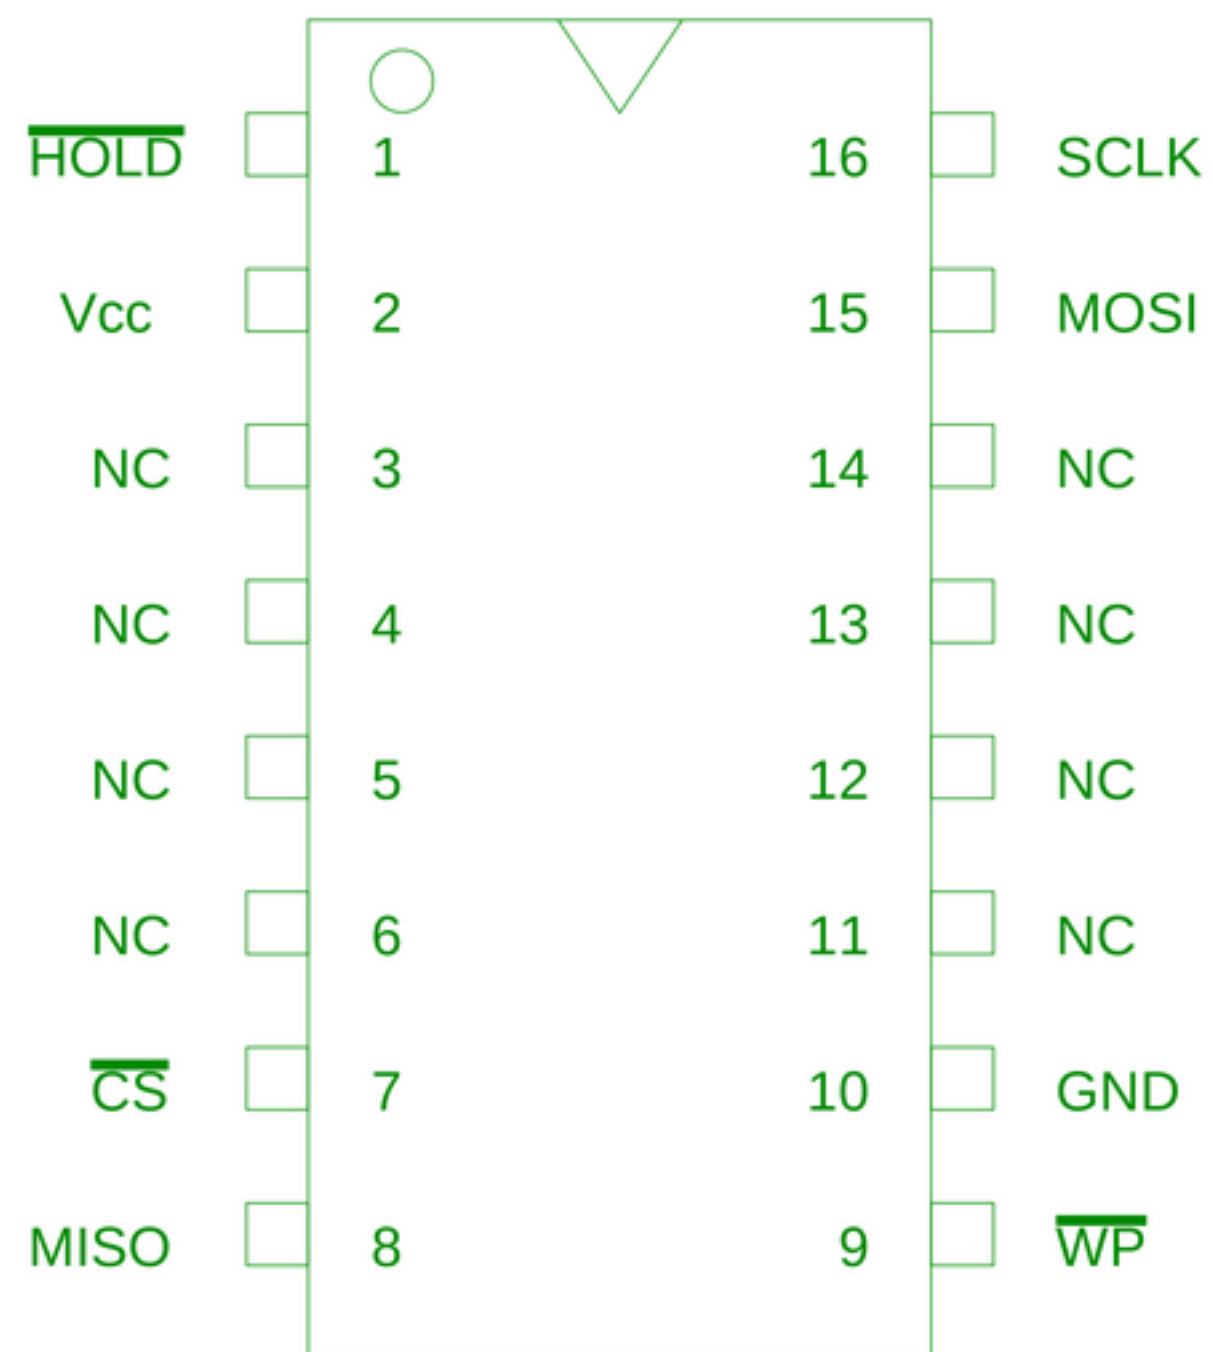 HOLD 1 16 SCLK
Vcc 2 15 MOSI
NC 3 14 NC
NC 4 13 NC
NC 5 12 NC
NC 6 11 NC
CS 7 10 GND
MISO 8 9 WP